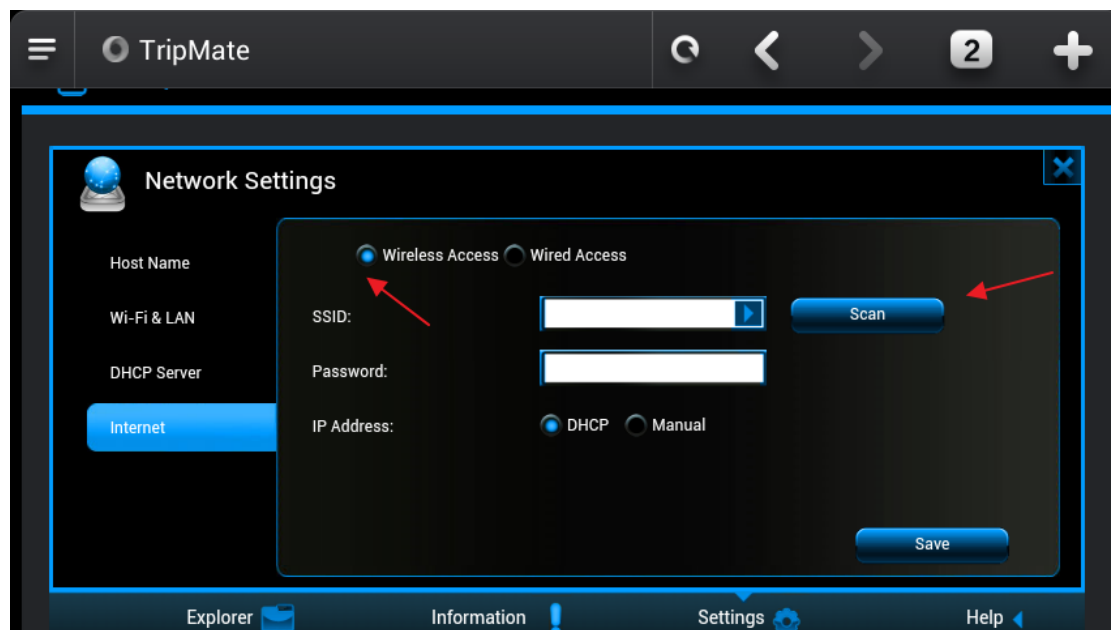 TripMate
2
Network Settings
Host Name
Wi-Fi & LAN
DHCP Server
Internet
Wireless Access Wired Access
SSID:
Scan
Password:
IP Address:
DHCP Manual
Save
Explorer Information Settings Help